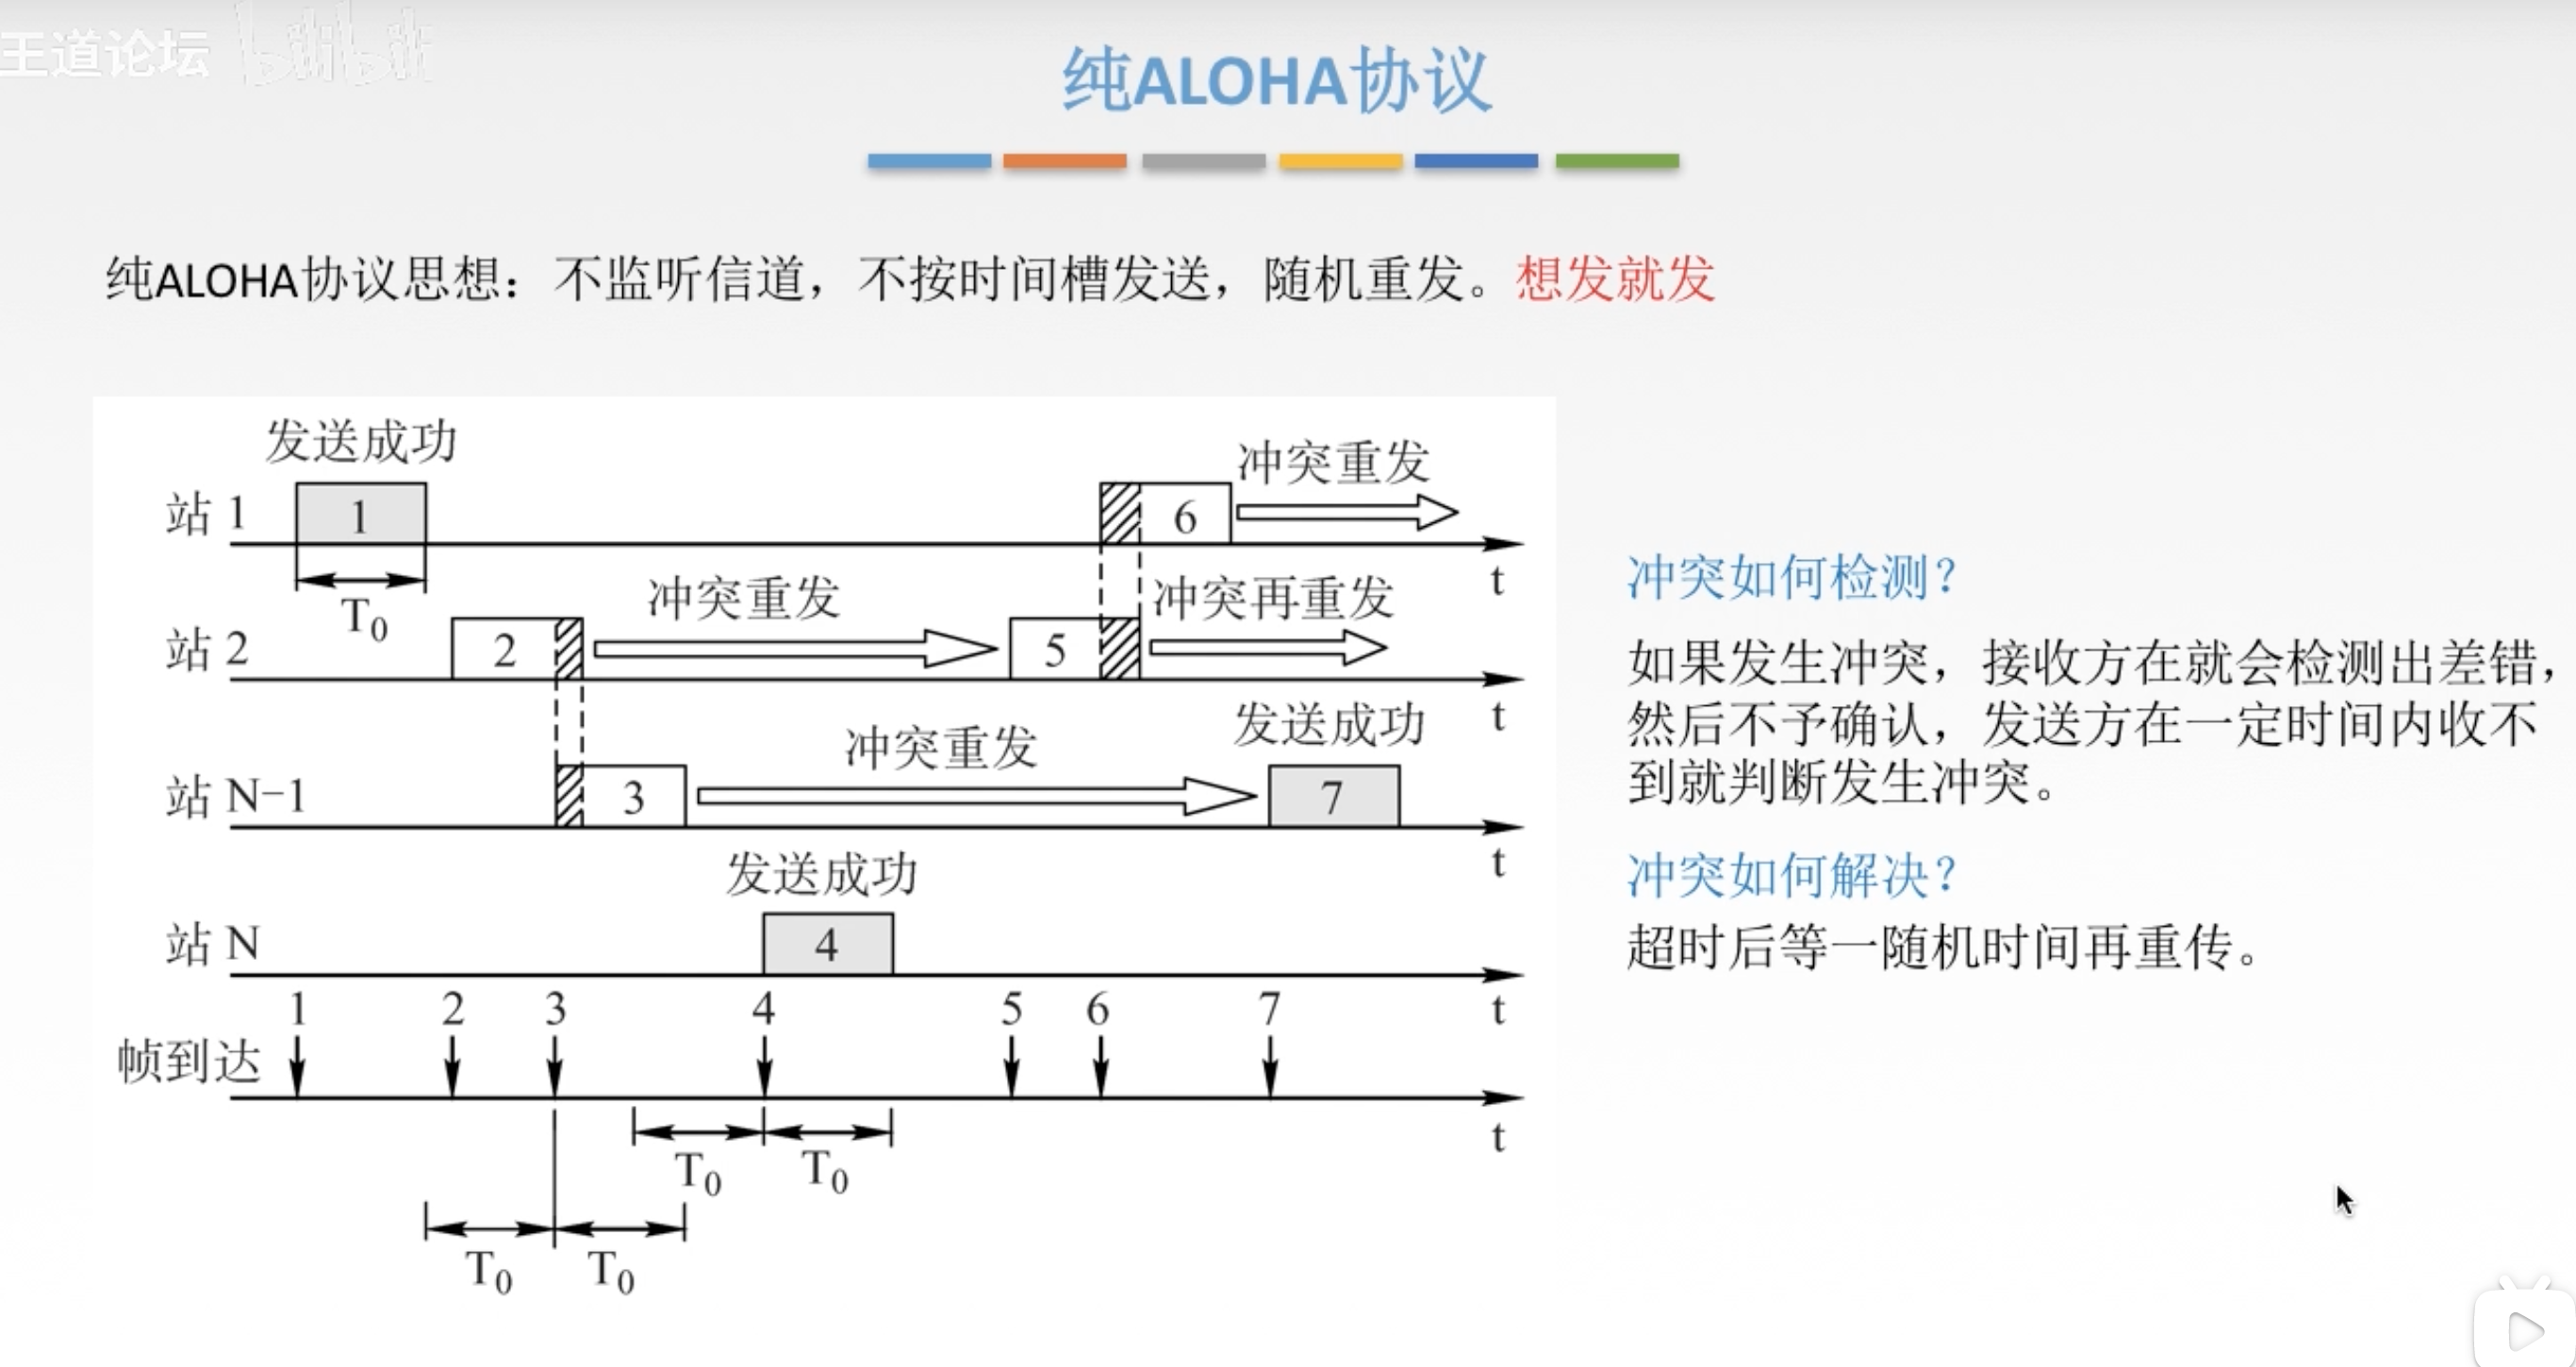 王道论坛 bilibili
纯ALOHA协议
纯ALOHA协议思想：不监听信道，不按时间槽发送，随机重发。想发就发
发送成功
冲突重发
站 1
1
6
t
T0
冲突重发
冲突再重发
站 2
2
5
t
冲突重发
发送成功
站 N-1
3
7
t
发送成功
站 N
4
1 2 3 4 5 6 7 t
帧到达
t
T0 T0
T0 T0
冲突如何检测？
如果发生冲突，接收方在就会检测出差错，
然后不予确认，发送方在一定时间内收不
到就判断发生冲突。
冲突如何解决？
超时后等一随机时间再重传。